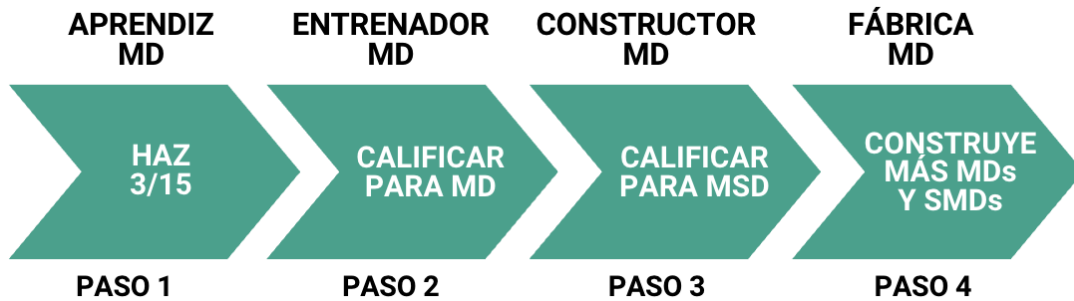 APRENDIZ
MD
ENTRENADOR
MD
CONSTRUCTOR
MD
FÁBRICA
MD
HAZ
3/15
CALIFICAR
PARA MD
CALIFICAR
PARA MSD
CONSTRUYE
MÁS MDs
Y SMDs
PASO 1
PASO 2
PASO 3
PASO 4